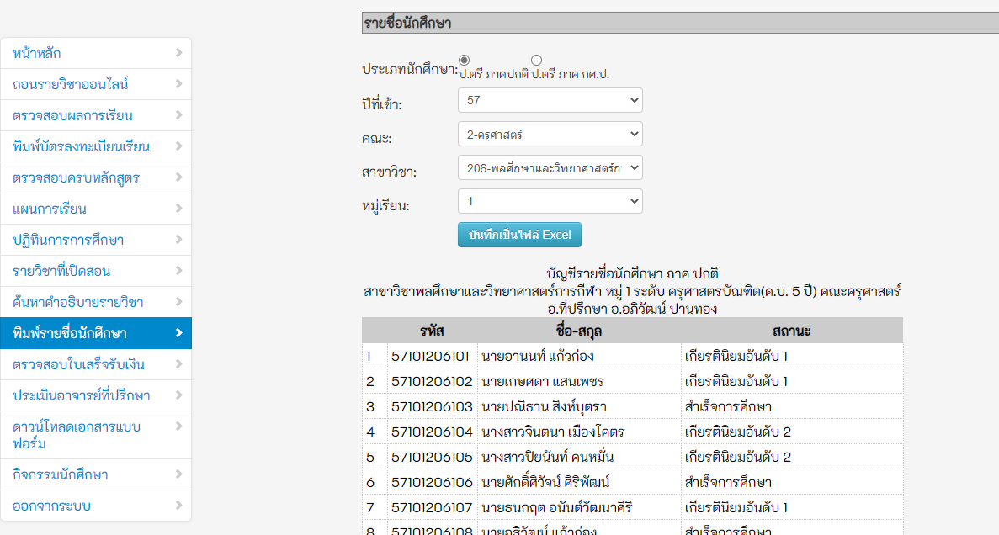 หน้าหลัก
ถอนรายวิชาออนไลน์
ตรวจสอบผลการเรียน
พิมพ์บัตรลงทะเบียนเรียน
ตรวจสอบครบหลักสูตร
แผนการเรียน
ปฏิทินการการศึกษา
รายวิชาที่เปิดสอน
ค้นหาคำอธิบายรายวิชา
พิมพ์รายชื่อนักศึกษา
ตรวจสอบใบเสร็จรับเงิน
ประเมินอาจารย์ที่ปรึกษา
ดาวน์โหลดเอกสารแบบ
ฟอร์ม
กิจกรรมนักศึกษา
ออกจากระบบ
รายชื่อนักศึกษา
ประเภทนักศึกษา: ป.ตรี ภาคปกติ ป.ตรี ภาค กศ.ป.
ปีที่เข้า: 57
คณะ: 2-ครุศาสตร์
สาขาวิชา: 206-พลศึกษาและวิทยาศาสตร์ก
หมู่เรียน: 1
บันทึกเป็นไฟล์ Excel
บัญชีรายชื่อนักศึกษา ภาค ปกติ
สาขาวิชาพลศึกษาและวิทยาศาสตร์การกีฬา หมู่ 1 ระดับ ครุศาสตรบัณฑิต(ค.บ. 5 ปี) คณะครุศาสตร์
อ.ที่ปรึกษา อ.อภิวัฒน์ ปานทอง
รหัส ชื่อ-สกุล สถานะ
1 57101206101 นายอานนท์ แก้วก่อง เกียรตินิยมอันดับ 1
2 57101206102 นายเกษศดา แสนเพชร เกียรตินิยมอันดับ 1
3 57101206103 นายปณิธาน สิงห์บุตรา สำเร็จการศึกษา
4 57101206104 นางสาวจินตนา เมืองโคตร เกียรตินิยมอันดับ 2
5 57101206105 นางสาวปิยนันท์ คนหมั่น เกียรตินิยมอันดับ 2
6 57101206106 นายศักดิ์ศิวัจน์ ศิริพัฒน์ สำเร็จการศึกษา
7 57101206107 นายธนกฤต อนันต์วัฒนาศิริ เกียรตินิยมอันดับ 1
8 57101206108 นายอธิวัฒน์ แก้วก่อง สำเร็จการศึกษา